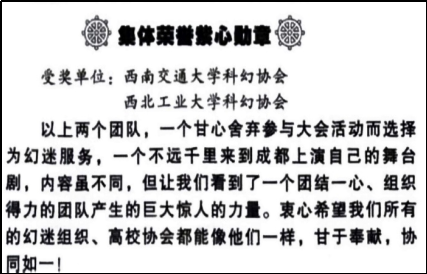 集体荣誉紫心勋章
受奖单位：西南交通大学科幻协会
西北工业大学科幻协会
以上两个团队，一个甘心舍弃参与大会活动而选择
为幻迷服务，一个不远千里来到成都上演自己的舞台
剧，内容虽不同，但让我们看到了一个团结一心、组织
得力的团队产生的巨大惊人的力量。衷心希望我们所有
的幻迷组织、高校协会都能像他们一样，甘于奉献，协
同如一！